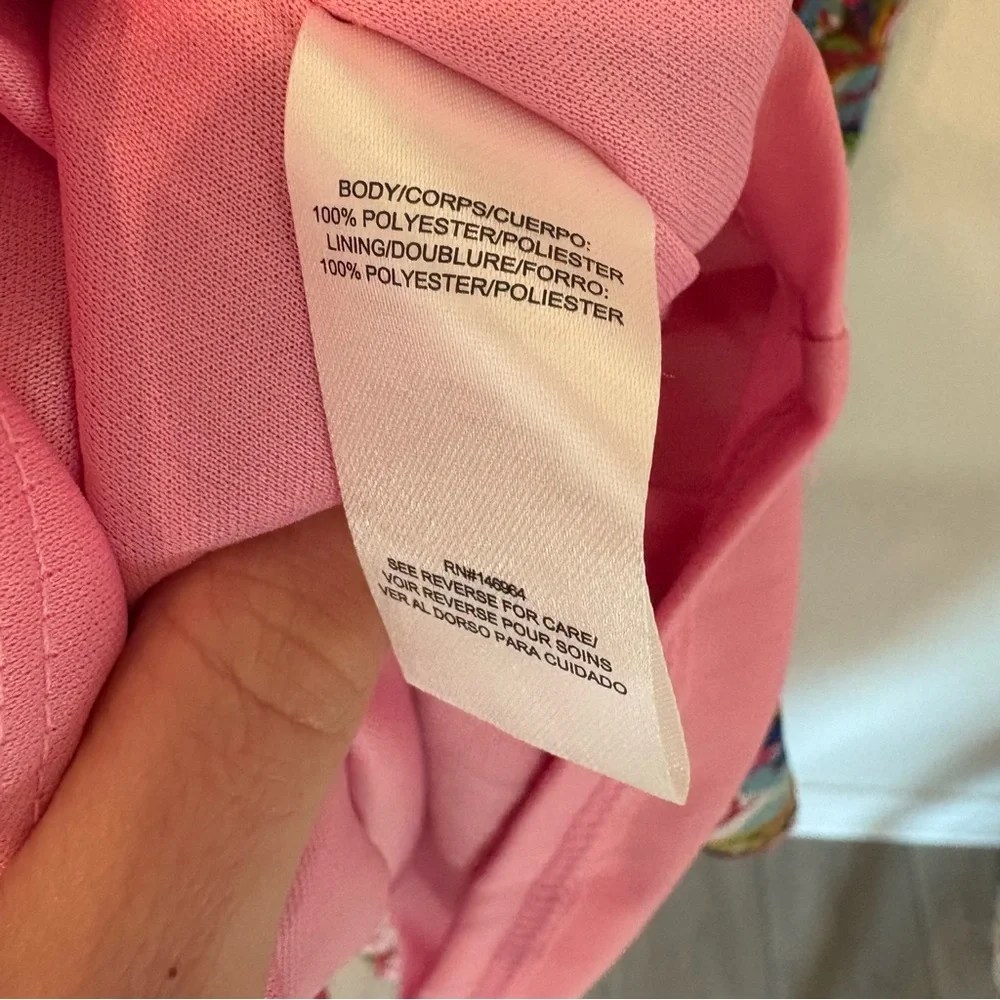 BODY/CORPS/CUERPO:
100% POLYESTER/POLIESTER
LINING/DOUBLURE/FORRO:
100% POLYESTER/POLIESTER
RN#146964
SEE REVERSE FOR CARE/
VOIR REVERSE POUR SOINS
VER AL DORSO PARA CUIDADO